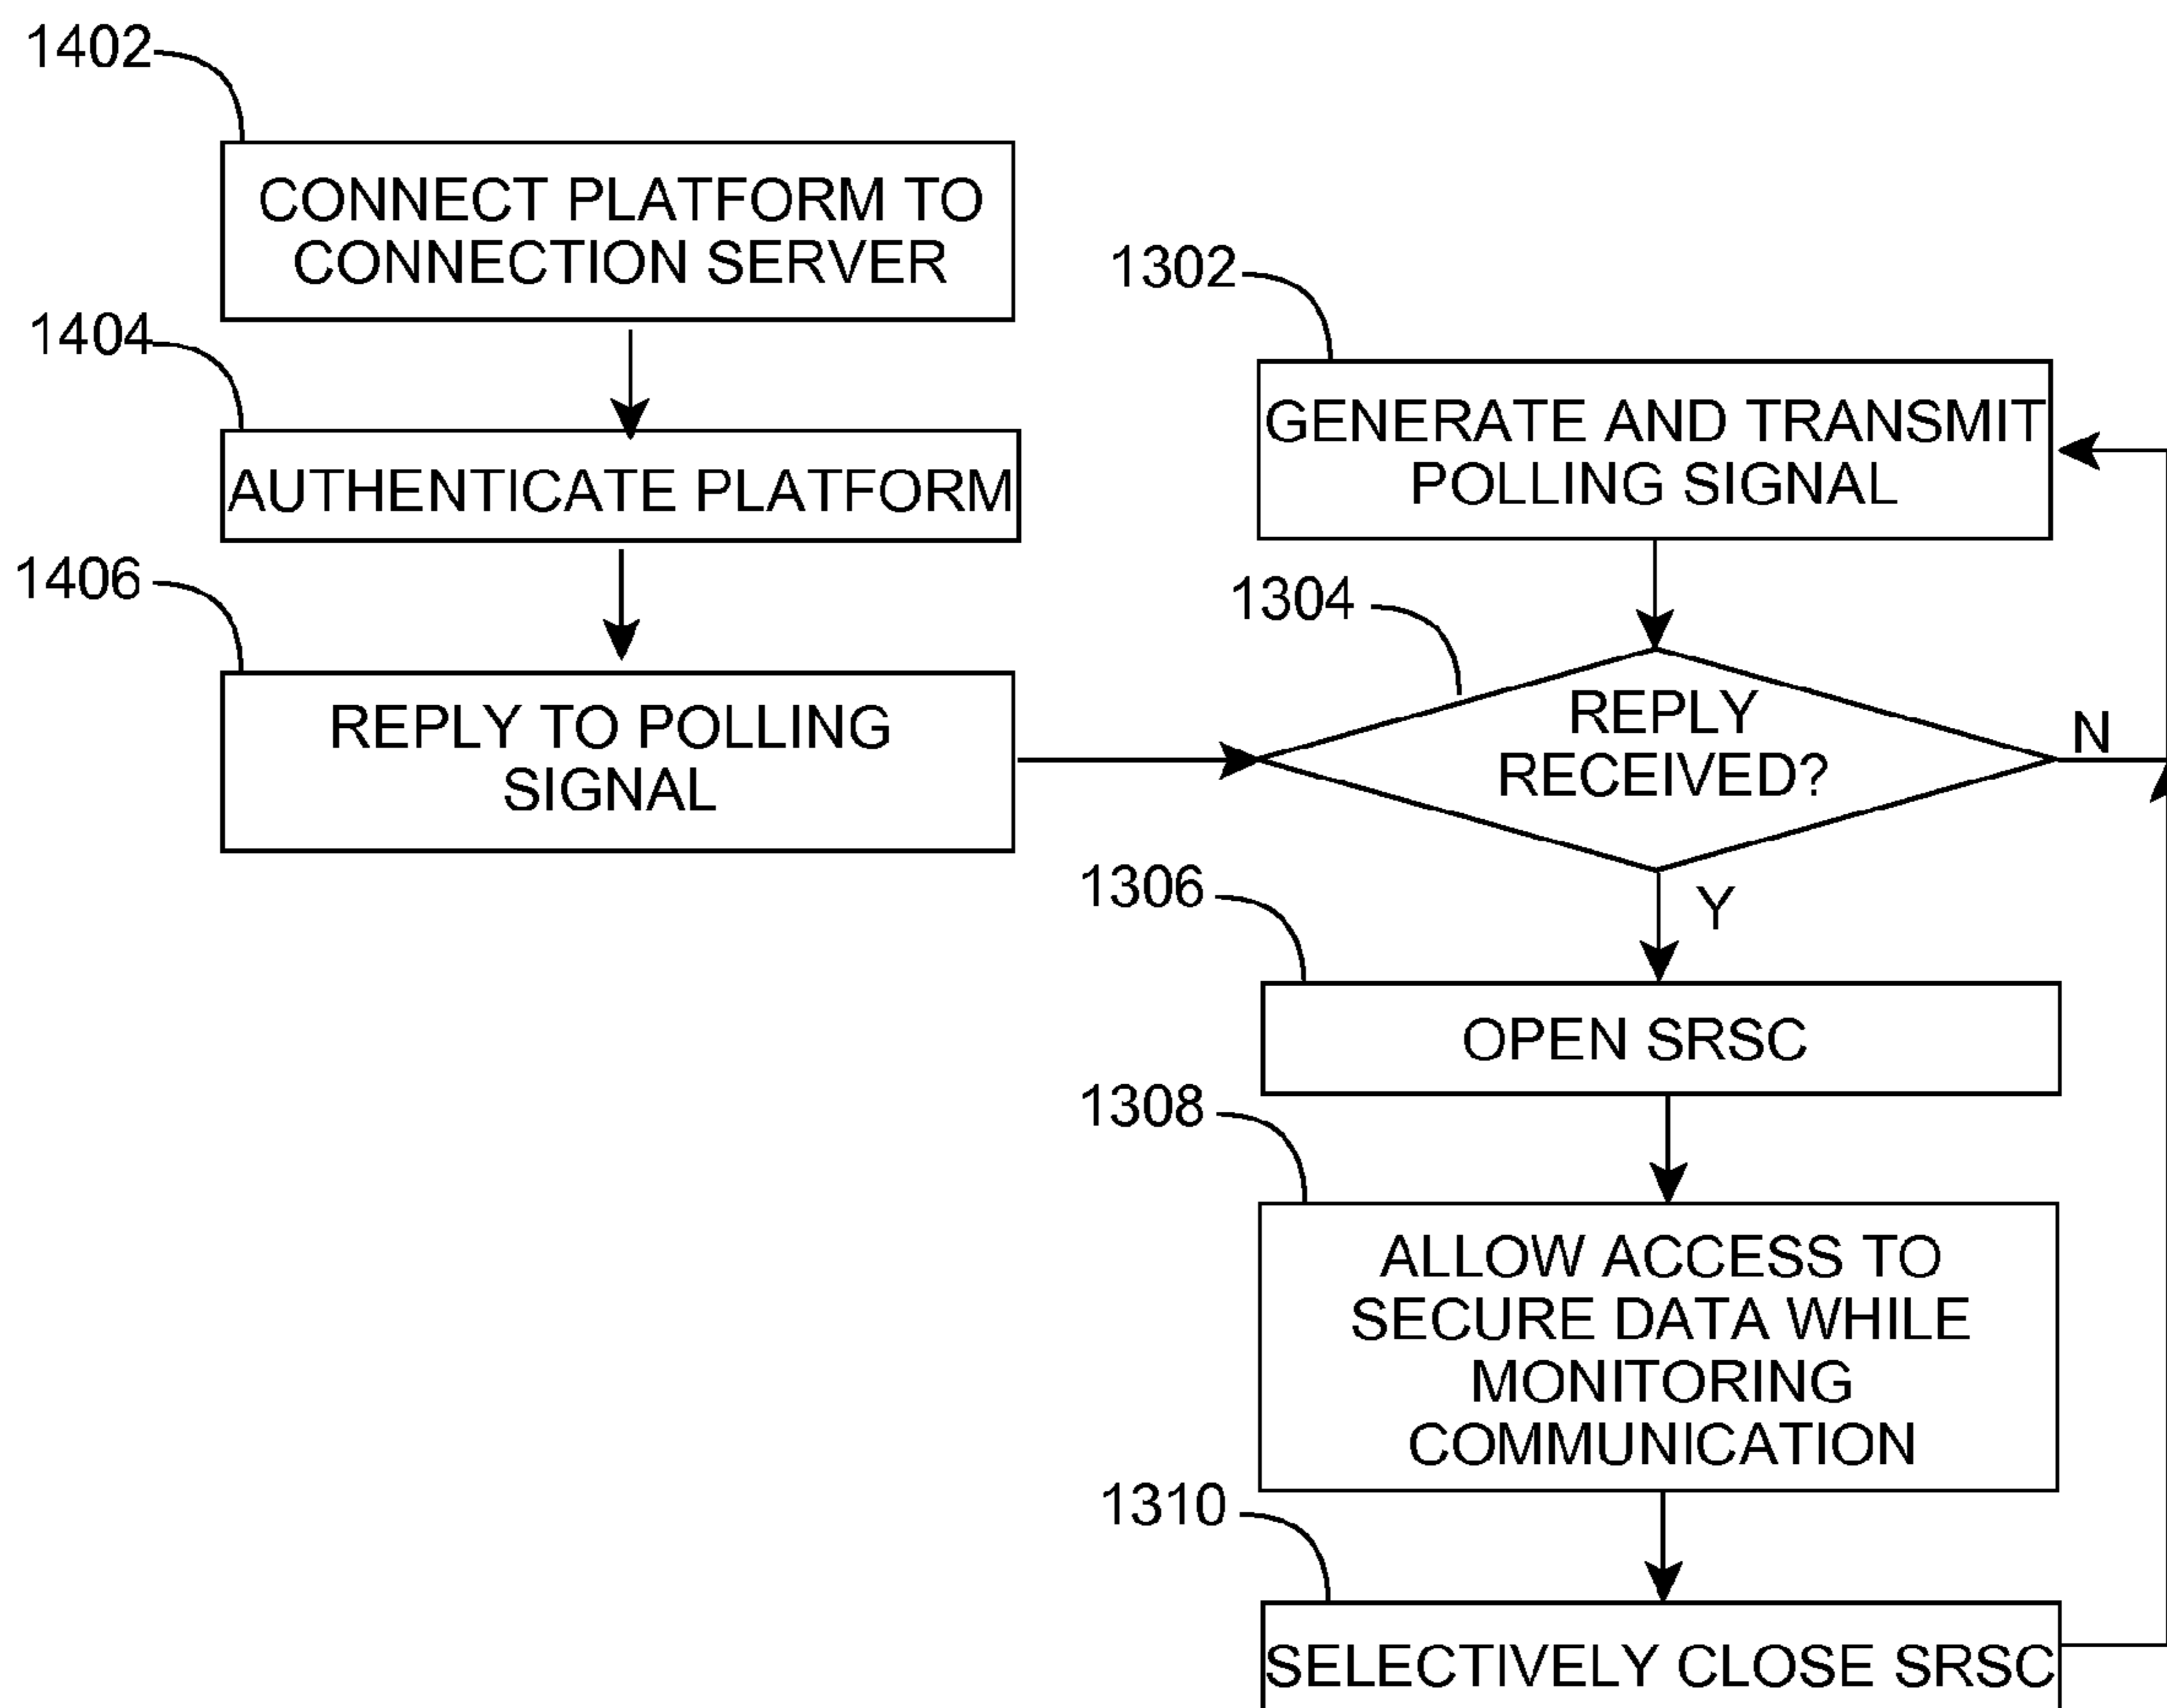 1402
CONNECT PLATFORM TO
CONNECTION SERVER
1404
AUTHENTICATE PLATFORM
1406
REPLY TO POLLING
SIGNAL
1302
GENERATE AND TRANSMIT
POLLING SIGNAL
1304
REPLY
RECEIVED?
N
Y
1306
OPEN SRSC
1308
ALLOW ACCESS TO
SECURE DATA WHILE
MONITORING
COMMUNICATION
1310
SELECTIVELY CLOSE SRSC